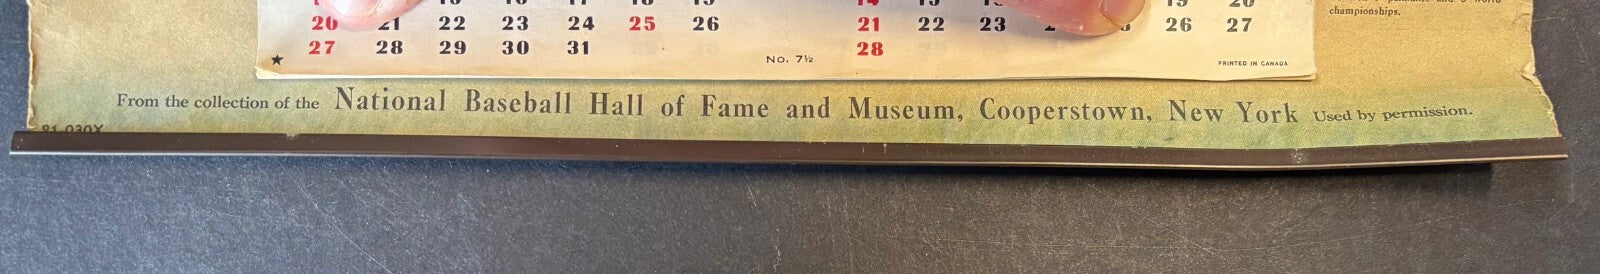 championships.
20 21 22 23 24 25 26
21 22 23 26 27
27 28 29 30 31
28
★ No. 7½ PRINTED IN CANADA
From the collection of the National Baseball Hall of Fame and Museum, Cooperstown, New York Used by permission.